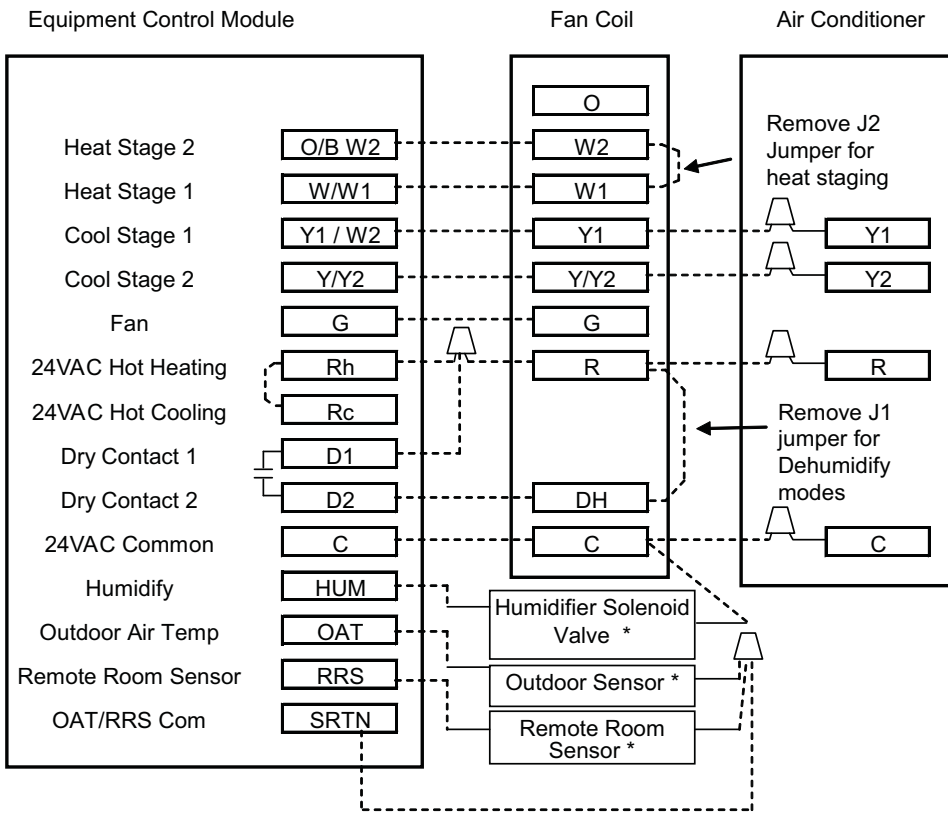 Equipment Control Module
Fan Coil
Air Conditioner
O
Heat Stage 2
O/B W2
W2
Remove J2
Jumper for
heat staging
Heat Stage 1
W/W1
W1
Cool Stage 1
Y1 / W2
Y1
Y1
Cool Stage 2
Y/Y2
Y/Y2
Y2
Fan
G
G
24VAC Hot Heating
Rh
R
R
24VAC Hot Cooling
Rc
Remove J1
jumper for
Dehumidify
modes
Dry Contact 1
D1
Dry Contact 2
D2
DH
24VAC Common
C
C
C
Humidify
HUM
Humidifier Solenoid
Valve *
Outdoor Air Temp
OAT
Outdoor Sensor *
Remote Room Sensor
RRS
Remote Room
Sensor *
OAT/RRS Com
SRTN